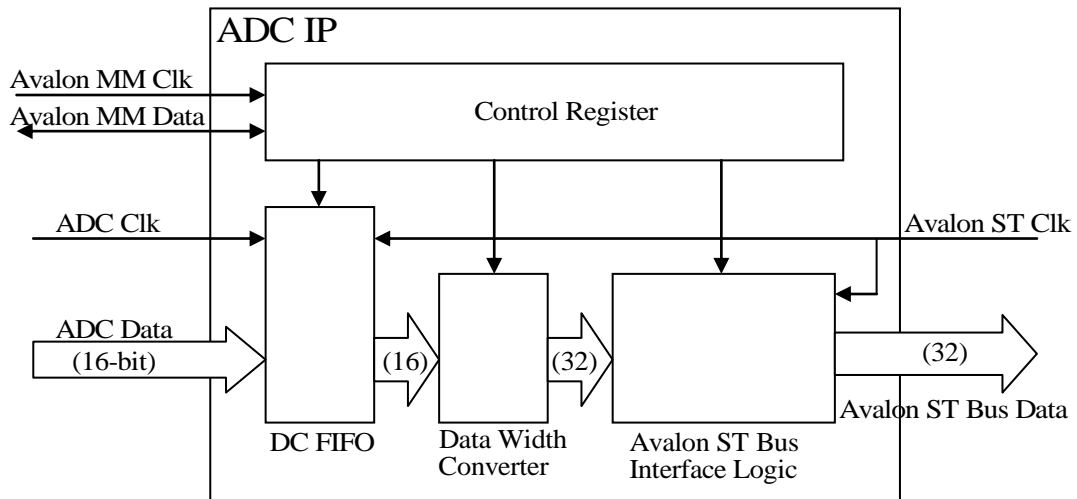 ADC IP
Avalon MM Clk
Avalon MM Data
Control Register
ADC Clk
Avalon ST Clk
ADC Data
(16-bit)
(16)
(32)
(32)
Avalon ST Bus Data
DC FIFO
Data Width
Converter
Avalon ST Bus
Interface Logic